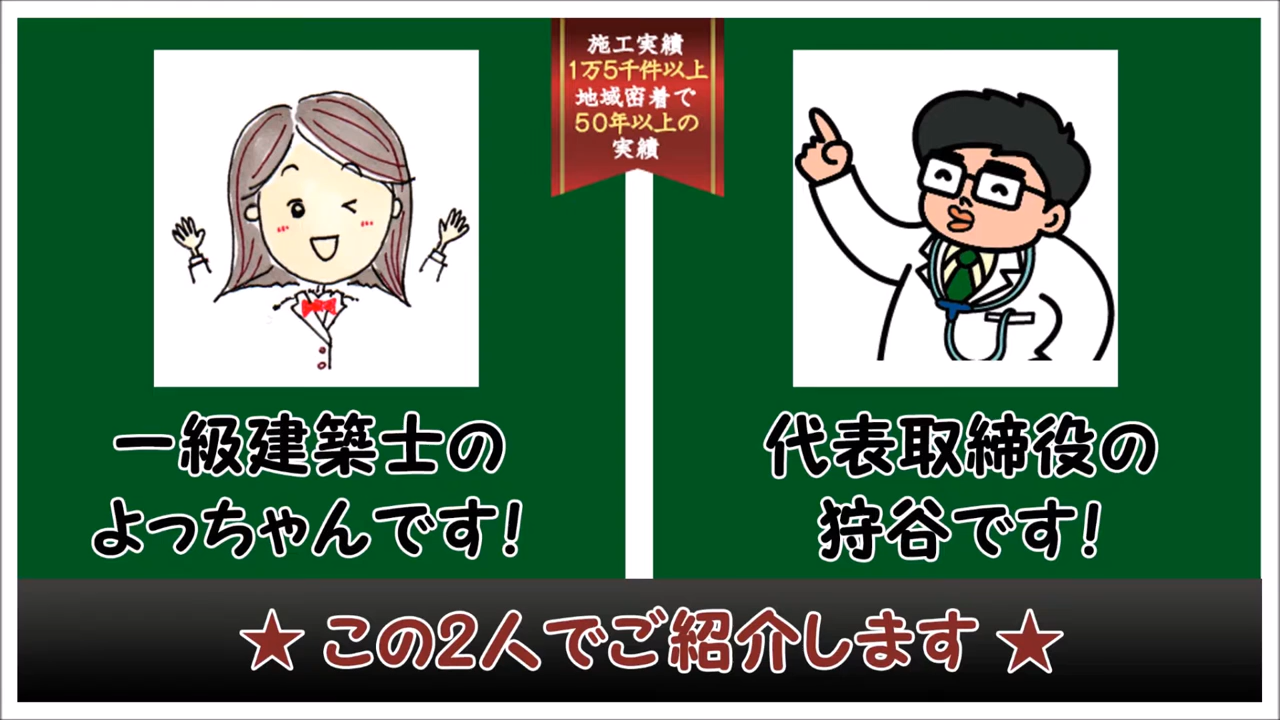 施工実績
1万5千件以上
地域密着で
50年以上の
実績
一級建築士の
よっちゃんです!
代表取締役の
狩谷です!
★ この2人でご紹介します ★